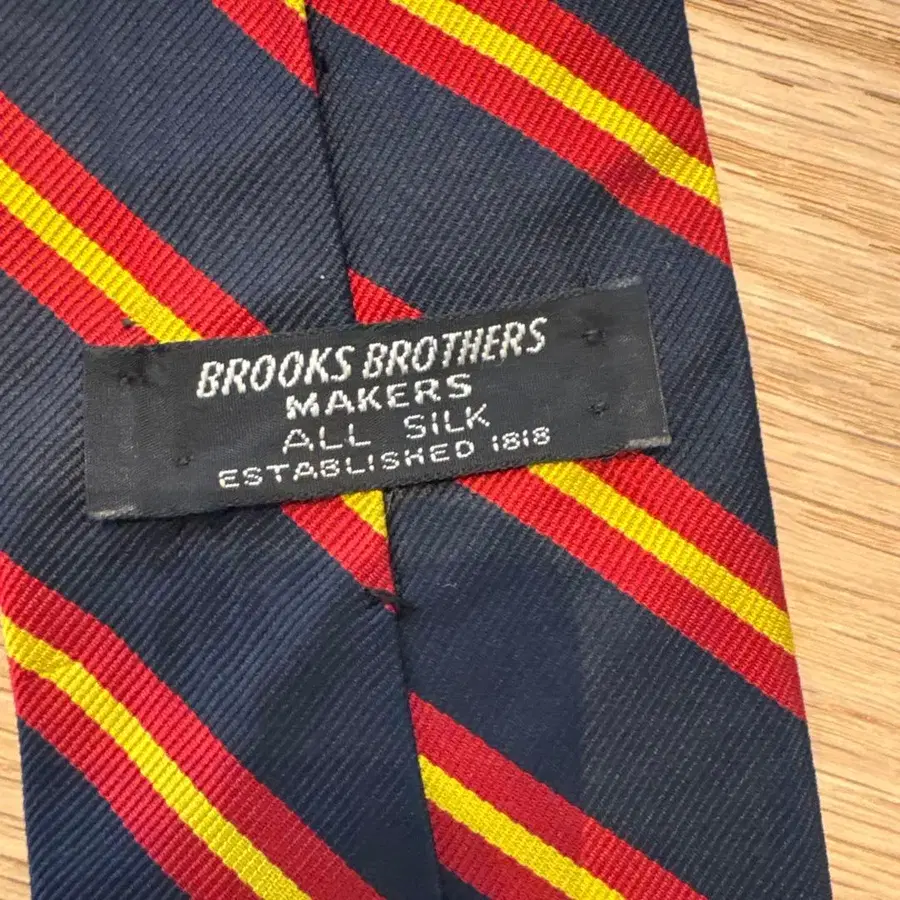 BROOKS BROTHERS
MAKERS
ALL SILK
ESTABLISHED 1818